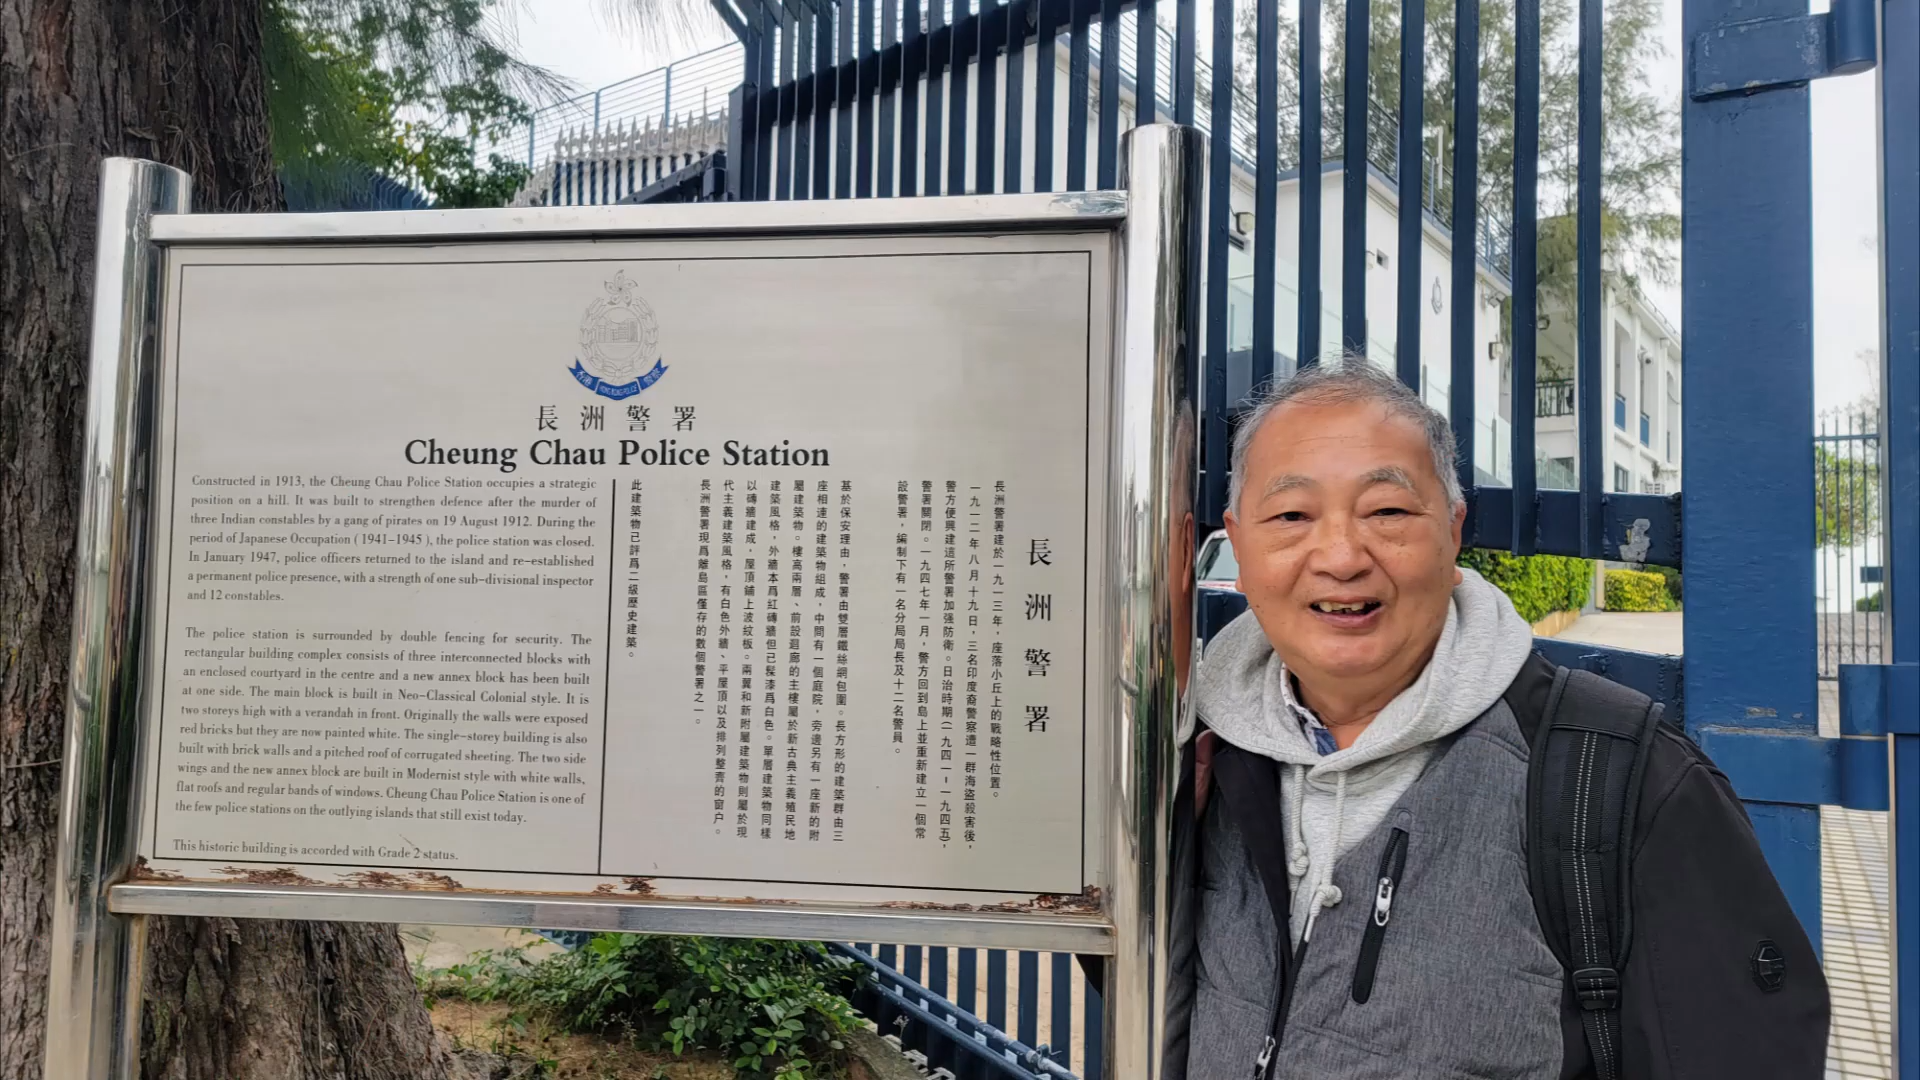 香港 HONG KONG POLICE 警察
長洲警署
Cheung Chau Police Station
Constructed in 1913, the Cheung Chau Police Station occupies a strategic
position on a hill. It was built to strengthen defence after the murder of
three Indian constables by a gang of pirates on 19 August 1912. During the
period of Japanese Occupation ( 1941-1945 ), the police station was closed.
In January 1947, police officers returned to the island and re-established
a permanent police presence, with a strength of one sub-divisional inspector
and 12 constables.
The police station is surrounded by double fencing for security. The
rectangular building complex consists of three interconnected blocks with
an enclosed courtyard in the centre and a new annex block has been built
at one side. The main block is built in Neo-Classical Colonial style. It is
two storeys high with a verandah in front. Originally the walls were exposed
red bricks but they are now painted white. The single-storey building is also
built with brick walls and a pitched roof of corrugated sheeting. The two side
wings and the new annex block are built in Modernist style with white walls,
flat roofs and regular bands of windows. Cheung Chau Police Station is one of
the few police stations on the outlying islands that still exist today.
This historic building is accorded with Grade 2 status.
長洲警署
長洲警署建於一九一三年，座落小丘上的戰略性位置。
一九一二年八月十九日，三名印度裔警察遭一群海盜殺害後，
警方便興建這所警署加強防衛。日治時期(一九四一-一九四五)，
警署關閉。一九四七年一月，警方回到島上並重新建立一個常
設警署，編制下有一名分局局長及十二名警員。
基於保安理由，警署由雙層鐵絲網包圍。長方形的建築群由三
座相連的建築物組成，中間有一個庭院，旁邊另有一座新的附
屬建築物。樓高兩層、前設迴廊的主樓屬於新古典主義殖民地
建築風格，外牆本爲紅磚牆但已髹漆爲白色。單層建築物同樣
以磚牆建成，屋頂鋪上波紋板。兩翼和新附屬建築物則屬於現
代主義建築風格，有白色外牆、平屋頂以及排列整齊的窗户。
長洲警署現爲離島區僅存的數個警署之一。
此建築物已評爲二級歷史建築。